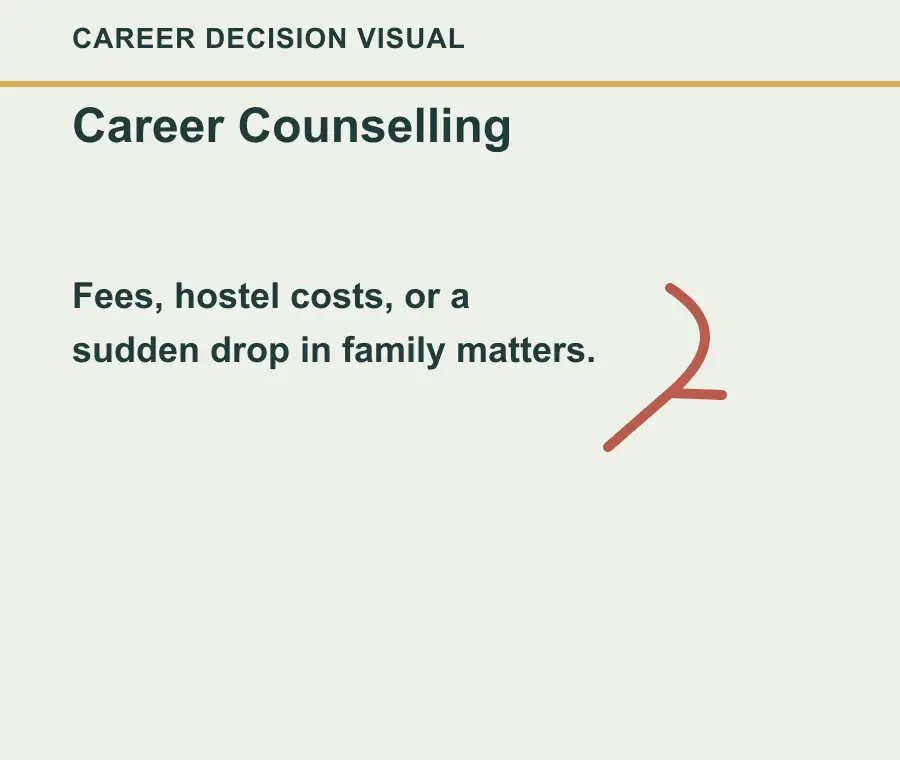 CAREER DECISION VISUAL
Career Counselling
Fees, hostel costs, or a
sudden drop in family matters.